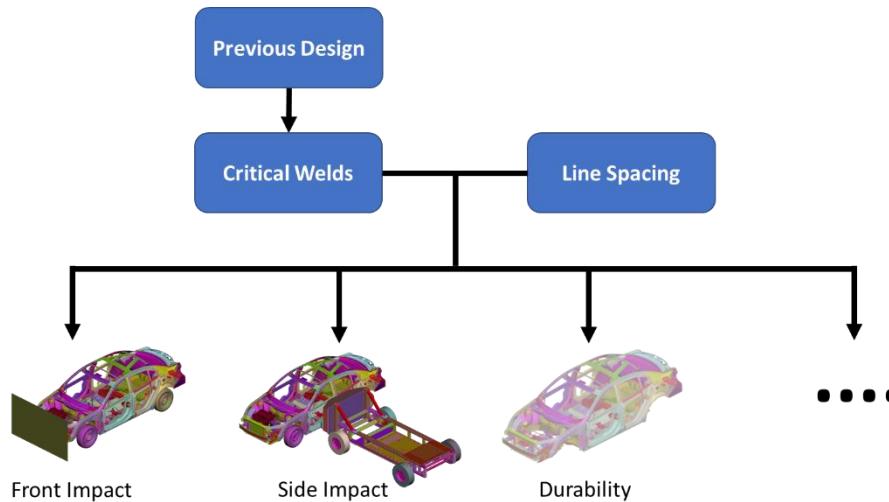 Previous Design
Critical Welds
Line Spacing
Front Impact
Side Impact
Durability